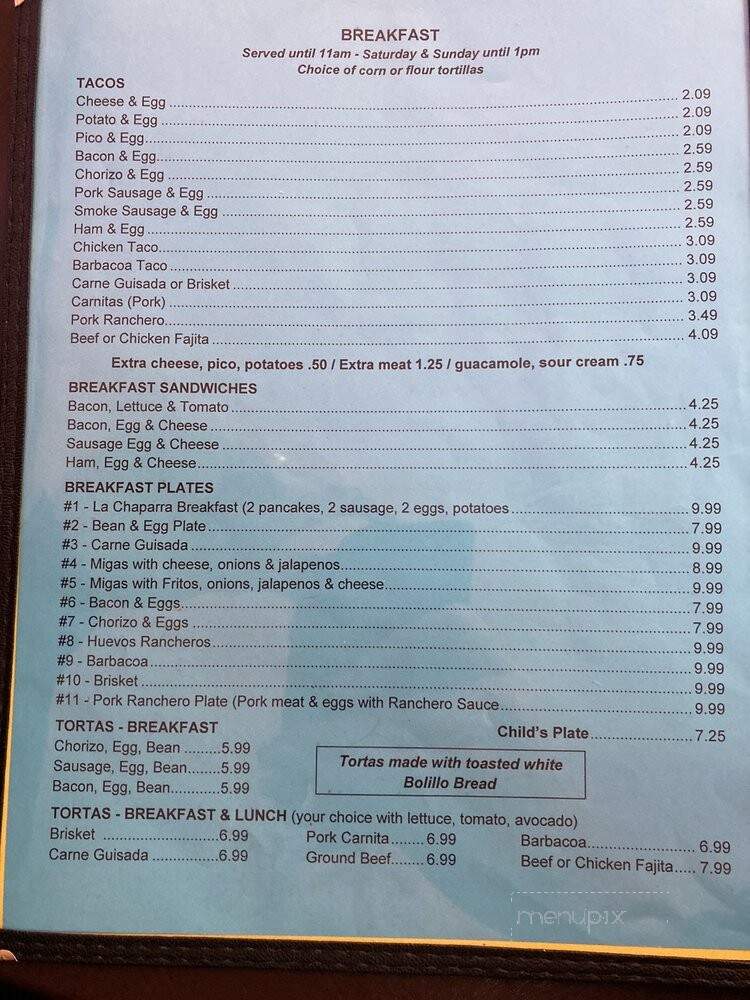 BREAKFAST
Served until 11am - Saturday & Sunday until 1pm
Choice of corn or flour tortillas
TACOS
Cheese & Egg 2.09
Potato & Egg 2.09
Pico & Egg 2.09
Bacon & Egg 2.59
Chorizo & Egg 2.59
Pork Sausage & Egg 2.59
Smoke Sausage & Egg 2.59
Ham & Egg 2.59
Chicken Taco 3.09
Barbacoa Taco 3.09
Carne Guisada or Brisket 3.09
Carnitas (Pork) 3.09
Pork Ranchero 3.49
Beef or Chicken Fajita 4.09
Extra cheese, pico, potatoes .50 / Extra meat 1.25 / guacamole, sour cream .75
BREAKFAST SANDWICHES
Bacon, Lettuce & Tomato 4.25
Bacon, Egg & Cheese 4.25
Sausage Egg & Cheese 4.25
Ham, Egg & Cheese 4.25
BREAKFAST PLATES
#1 - La Chaparra Breakfast (2 pancakes, 2 sausage, 2 eggs, potatoes 9.99
#2 - Bean & Egg Plate 7.99
#3 - Carne Guisada 9.99
#4 - Migas with cheese, onions & jalapenos 8.99
#5 - Migas with Fritos, onions, jalapenos & cheese 9.99
#6 - Bacon & Eggs 7.99
#7 - Chorizo & Eggs 7.99
#8 - Huevos Rancheros 9.99
#9 - Barbacoa 9.99
#10 - Brisket 9.99
#11 - Pork Ranchero Plate (Pork meat & eggs with Ranchero Sauce 9.99
Child's Plate 7.25
TORTAS - BREAKFAST
Chorizo, Egg, Bean 5.99
Sausage, Egg, Bean 5.99
Bacon, Egg, Bean 5.99
Tortas made with toasted white
Bolillo Bread
TORTAS - BREAKFAST & LUNCH (your choice with lettuce, tomato, avocado)
Brisket 6.99 Pork Carnita 6.99 Barbacoa 6.99
Carne Guisada 6.99 Ground Beef 6.99 Beef or Chicken Fajita 7.99
menupix